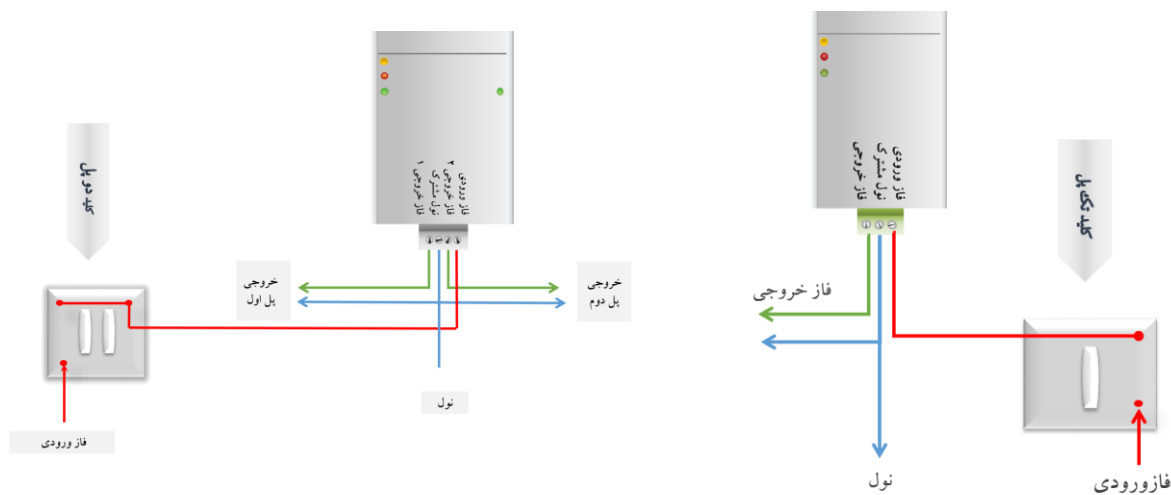 کلید دو پل
فاز خروجی ۱
نول مشترک
فاز خروجی ۲
فاز ورودی
خروجی
پل اول
خروجی
پل دوم
نول
فاز ورودی
فاز خروجی
نول مشترک
فاز ورودی
کلید تک پل
فاز خروجی
نول
فازورودی